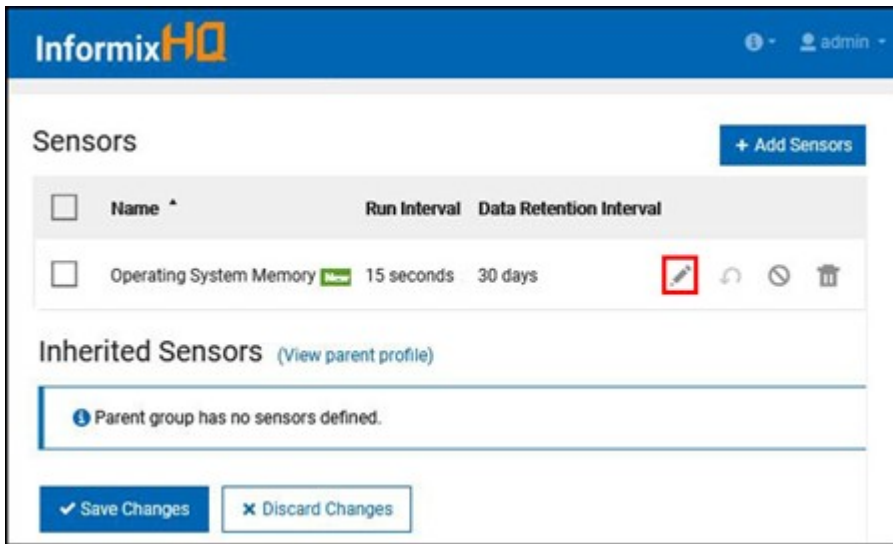 InformixHQ
admin
Sensors
+ Add Sensors
Name Run Interval Data Retention Interval
Operating System Memory New 15 seconds 30 days
Inherited Sensors (View parent profile)
Parent group has no sensors defined.
Save Changes Discard Changes